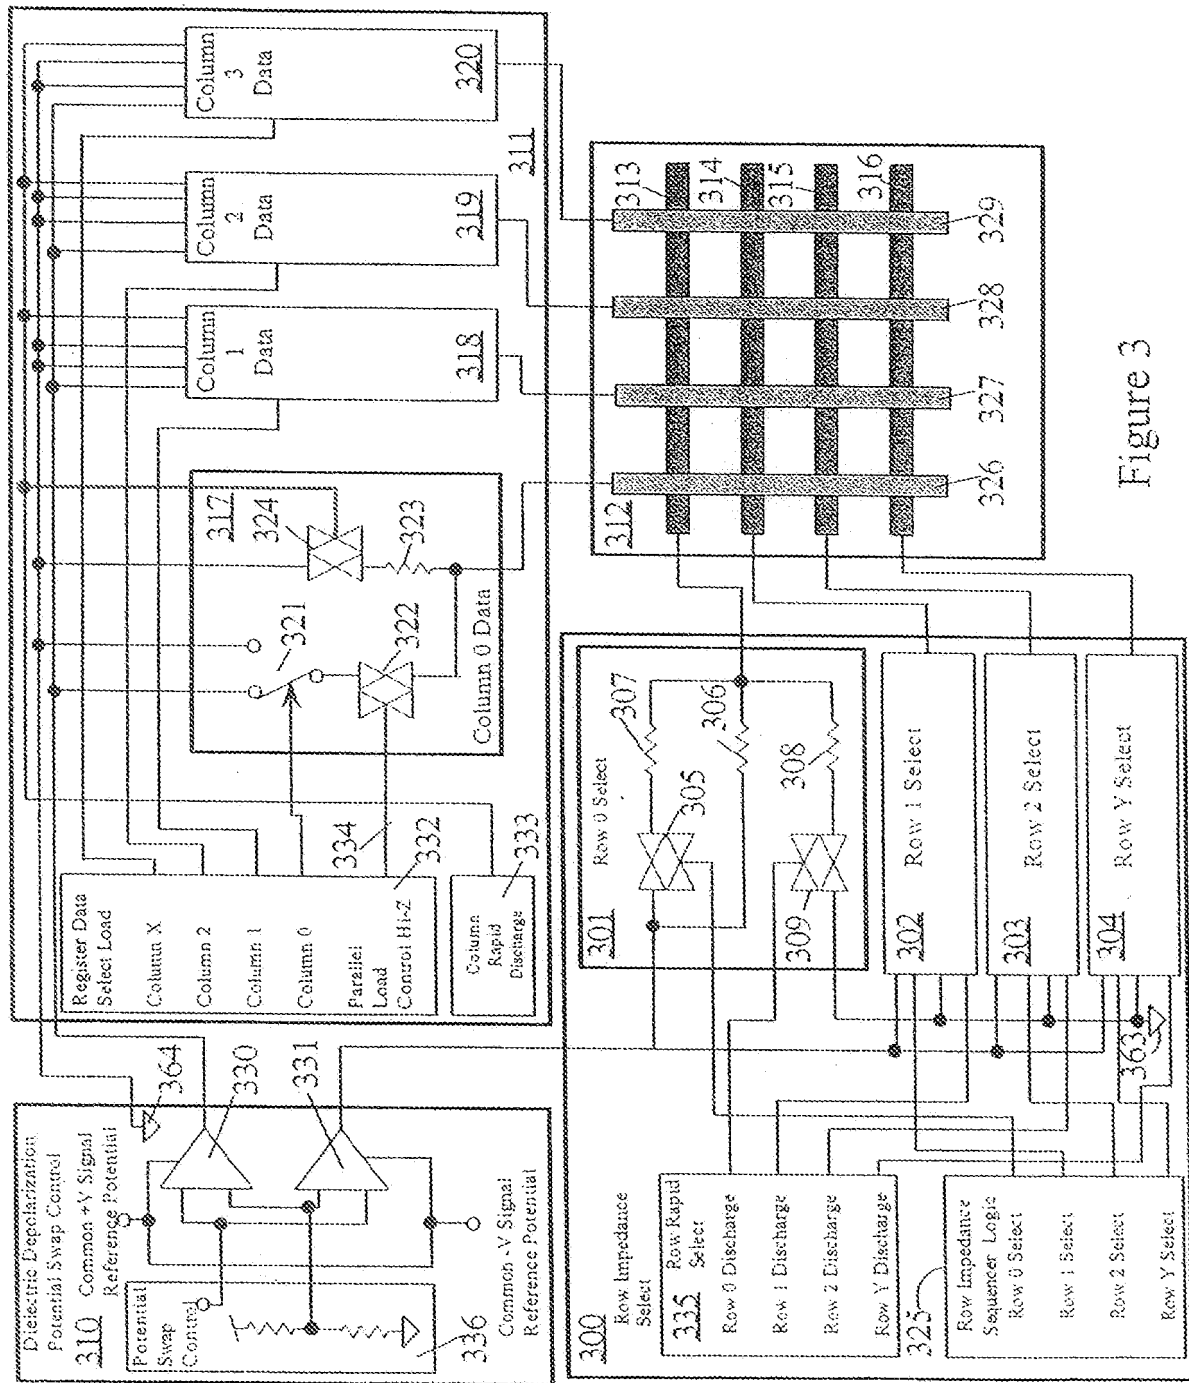 Column
3
Data
320
Column
2
Data
319
311
Column
1
Data
318
317
324
323
321
322
Column 0 Data
Register Data
Select Load
Column X
Column 2
Column 1
Column 0
Parallel
Load
Control Hi-Z
334
332
Column
Rapid
Discharge
333
313
314
315
316
312
326
327
328
329
Figure 3
Dielectric Depolarization
Potential Swap Control
310
Common +V Signal
Reference Potential
364
330
331
Potential
Swap
Control
336
Common -V Signal
Reference Potential
300
Row Impedance
Select
301
Row 0 Select
307
305
306
308
309
302
Row 1 Select
303
Row 2 Select
304
Row Y Select
363
335
Row Rapid
Select
Row 0 Discharge
Row 1 Discharge
Row 2 Discharge
Row Y Discharge
325
Row Impedance
Sequencer Logic
Row 0 Select
Row 1 Select
Row 2 Select
Row Y Select